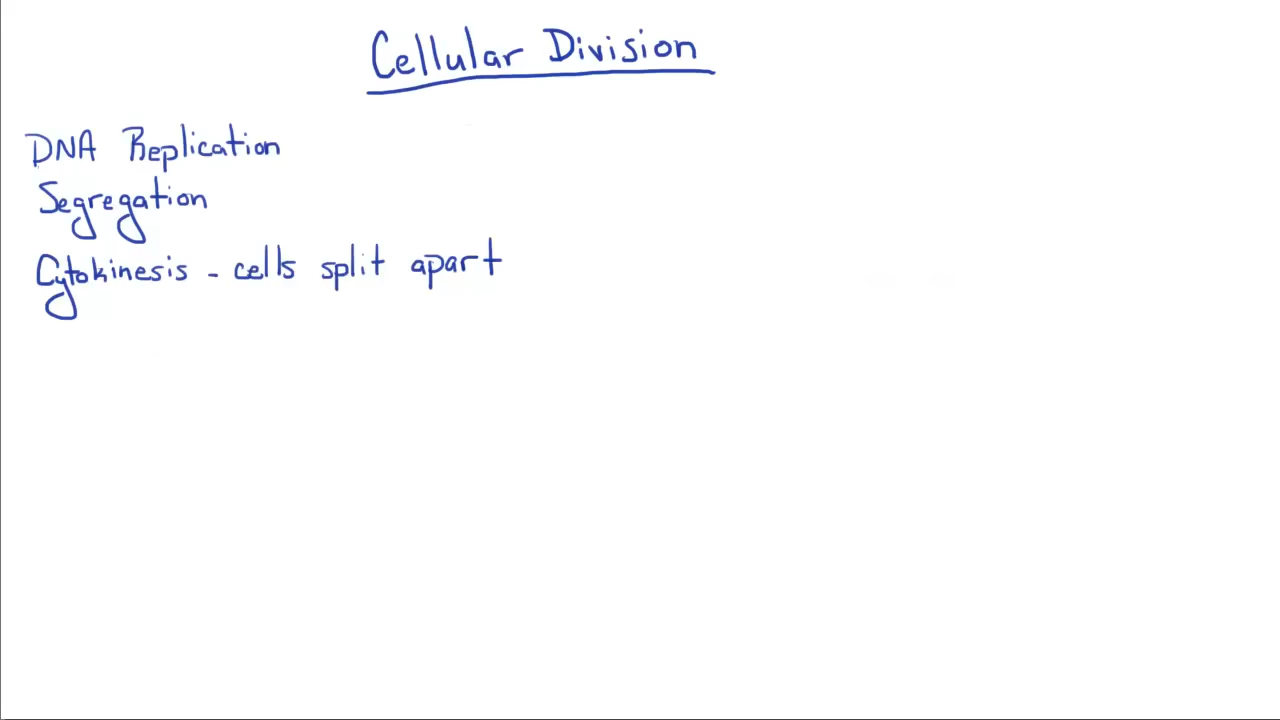 Cellular Division
DNA Replication
Segregation
Cytokinesis - cells split apart